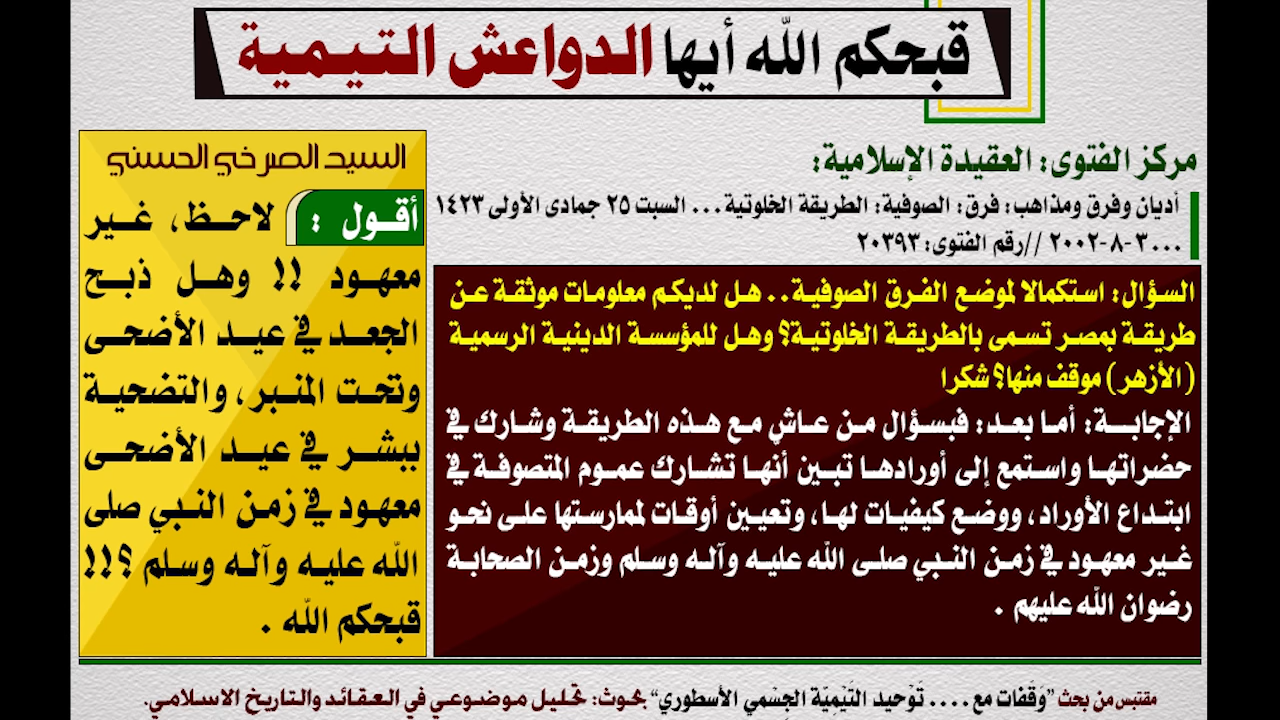 قبحكم الله أيها الدواعش التيمية
مركز الفتوى: العقيدة الإسلامية:
أديان وفرق ومذاهب: فرق: الصوفية: الطريقة الخلوتية... السبت ٢٥ جمادى الأولى ١٤٢٣
...٣-٨-٢٠٠٢ //رقم الفتوى: ٢٠٣٩٣
السؤال: استكمالا لموضع الفرق الصوفية.. هل لديكم معلومات موثقة عن
طريقة بمصر تسمى بالطريقة الخلوتية؟ وهل للمؤسسة الدينية الرسمية
(الأزهر) موقف منها؟ شكرا
الإجابة: أما بعد: فبسؤال من عاش مع هذه الطريقة وشارك في
حضراتها واستمع إلى أورادها تبين أنها تشارك عموم المتصوفة في
ابتداع الأوراد، ووضع كيفيات لها، وتعيين أوقات لممارستها على نحو
غير معهود في زمن النبي صلى الله عليه وآله وسلم وزمن الصحابة
رضوان الله عليهم .
السيد الصرخي الحسني
أقول : لاحظ، غير
معهود !! وهل ذبح
الجعد في عيد الأضحى
وتحت المنبر، والتضحية
ببشر في عيد الأضحى
معهود في زمن النبي صلى
الله عليه وآله وسلم ؟!!
قبحكم الله .
مقتبس من بحث "وَقَفات مع.... تَوْحيد التَيْمِيّة الجِسْمي الأسطوري" بحوث: تحليل موضوعي في العقائد والتاريخ الاسلامي.